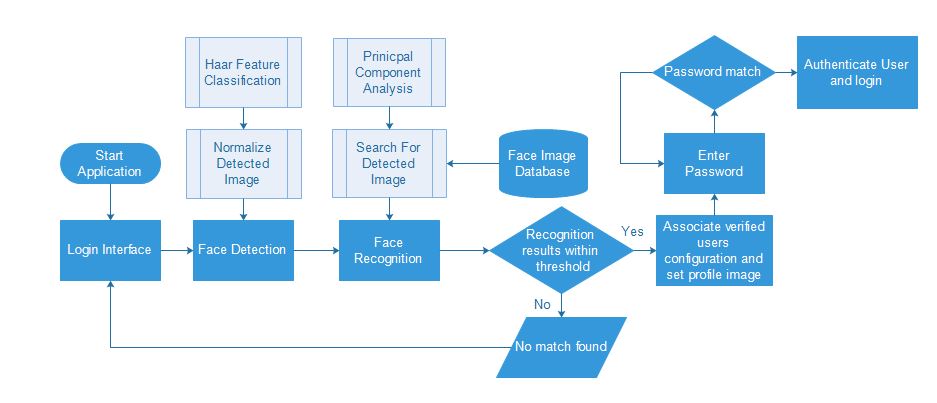 Haar Feature
Classification
Prinicpal
Component
Analysis
Password match
Authenticate User
and login
Start
Application
Normalize
Detected
Image
Search For
Detected
Image
Face Image
Database
Enter
Password
Login Interface
Face Detection
Face
Recognition
Recognition
results within
threshold
Yes
Associate verified
users
configuration and
set profile image
No
No match found